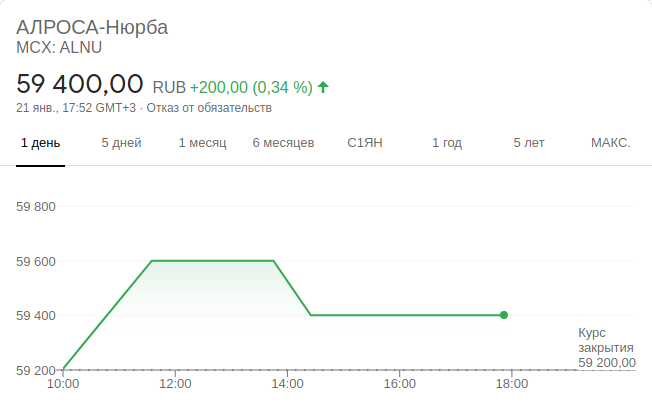 АЛРОСА-Нюрба
MCX: ALNU
59 400,00 RUB +200,00 (0,34 %)
21 янв., 17:52 GMT+3 · Отказ от обязательств
1 день 5 дней 1 месяц 6 месяцев С1ЯН 1 год 5 лет МАКС.
59 800
59 600
59 400
Курс
закрытия
59 200,00
59 200
10:00 12:00 14:00 16:00 18:00